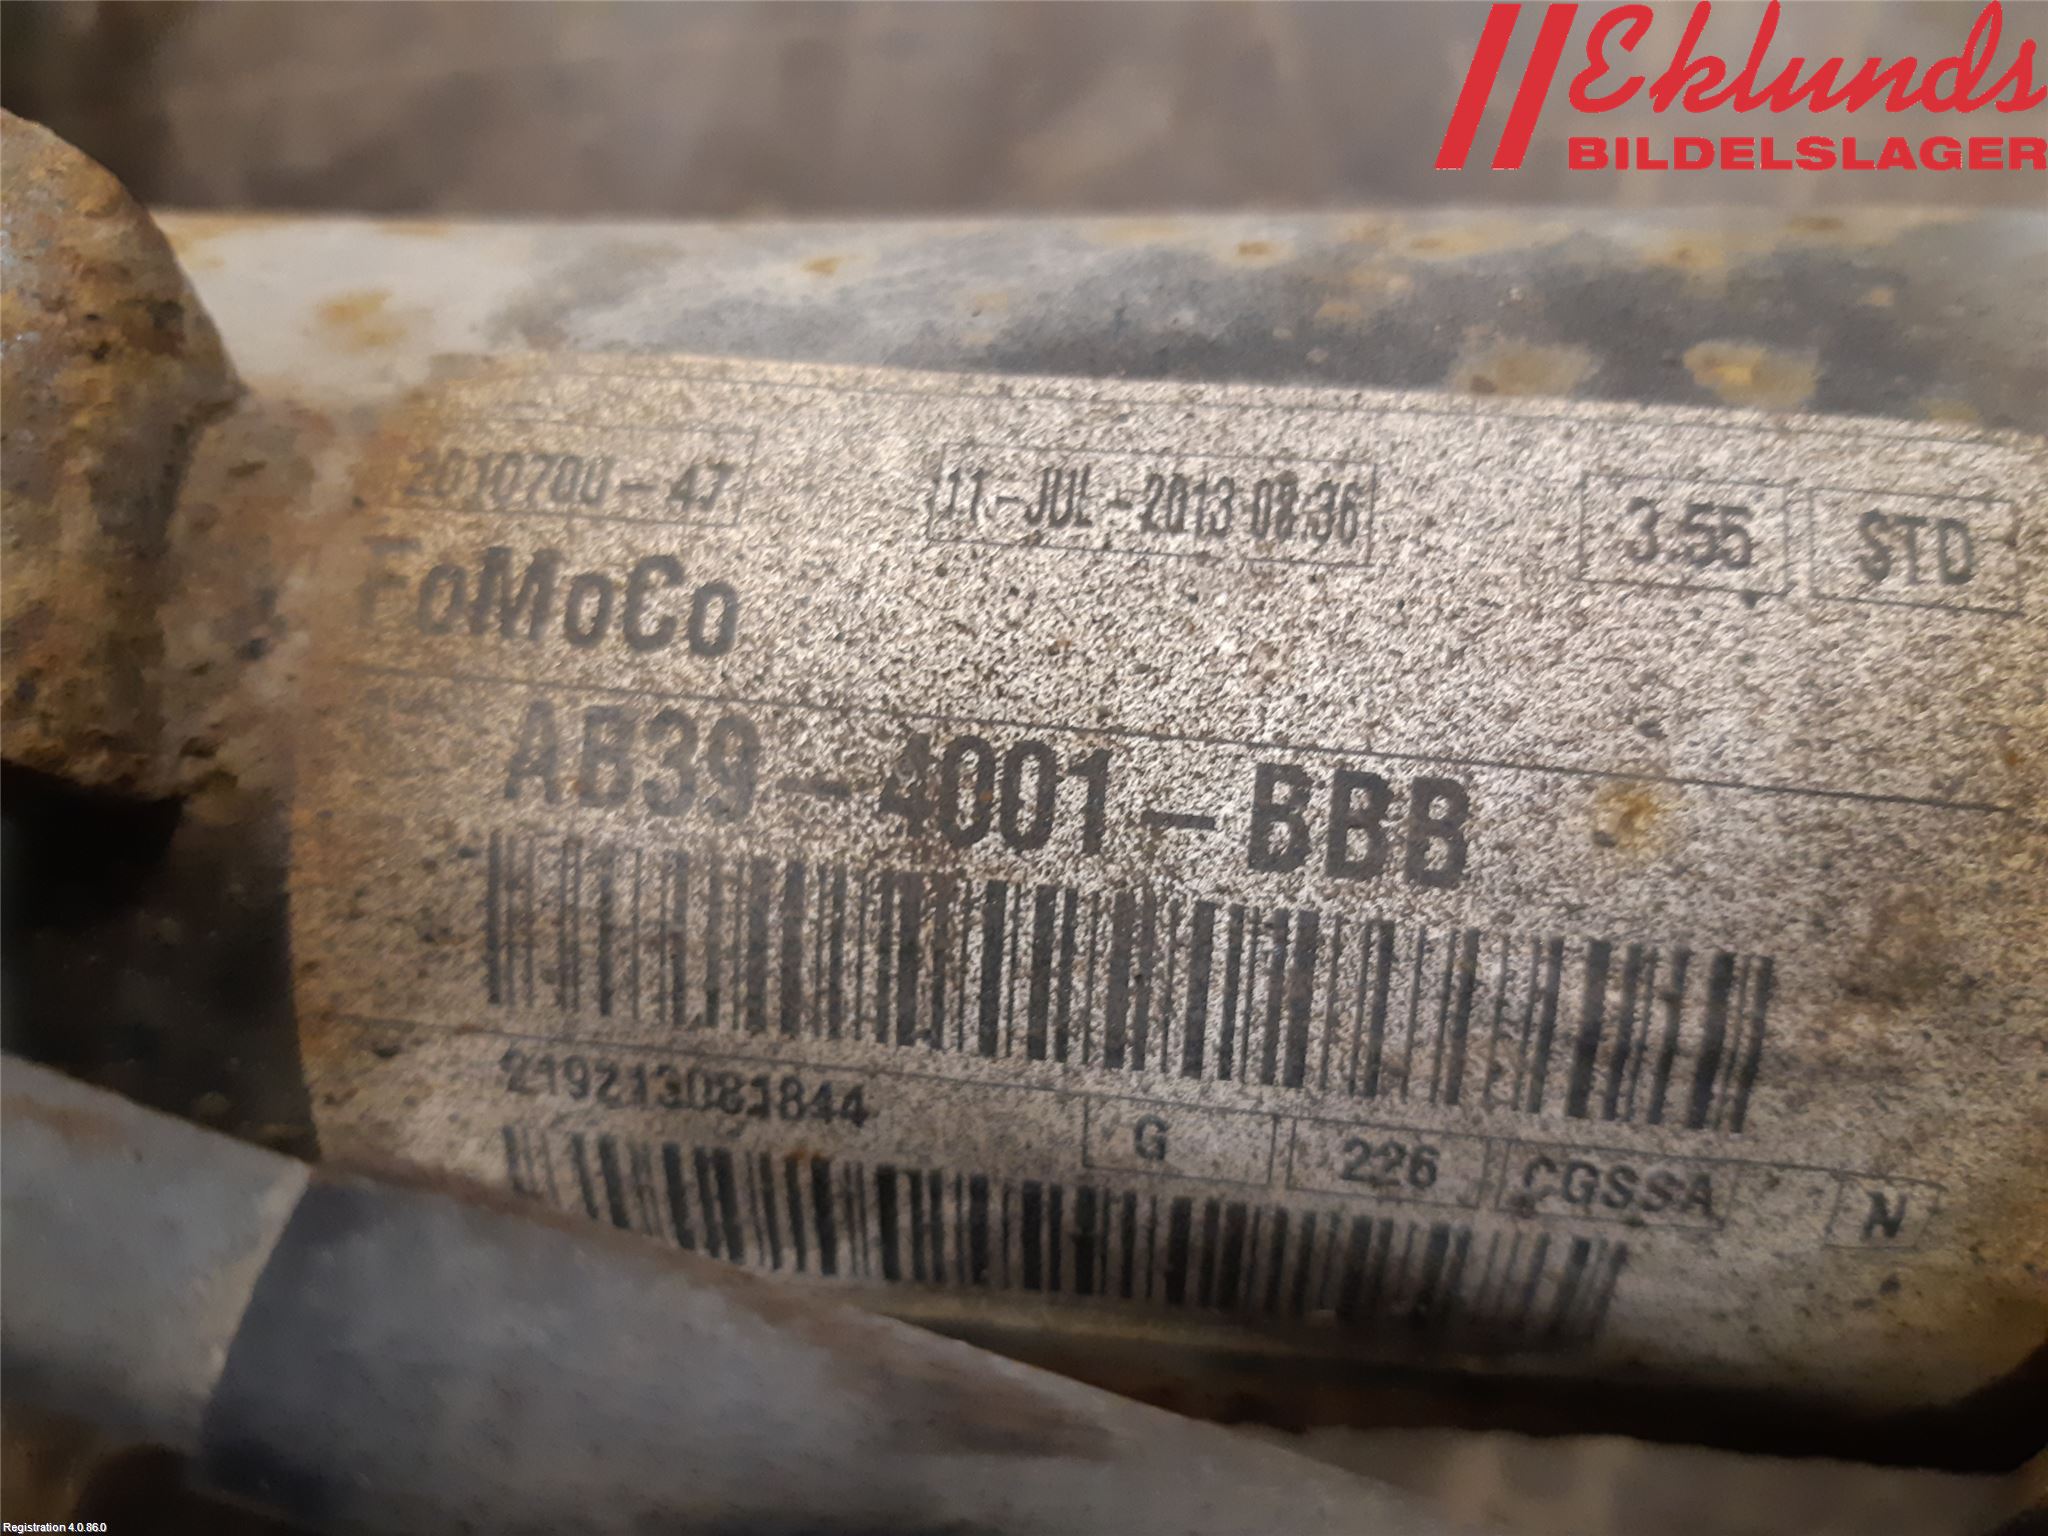 Eklunds
BILDELSLAGER
2010700-47 11-JUL-2013 08:36 3.55 STD
FoMoCo
AB39-4001-BBB
219213081844 G 226 CGSSA N
Registration 4.0.86.0